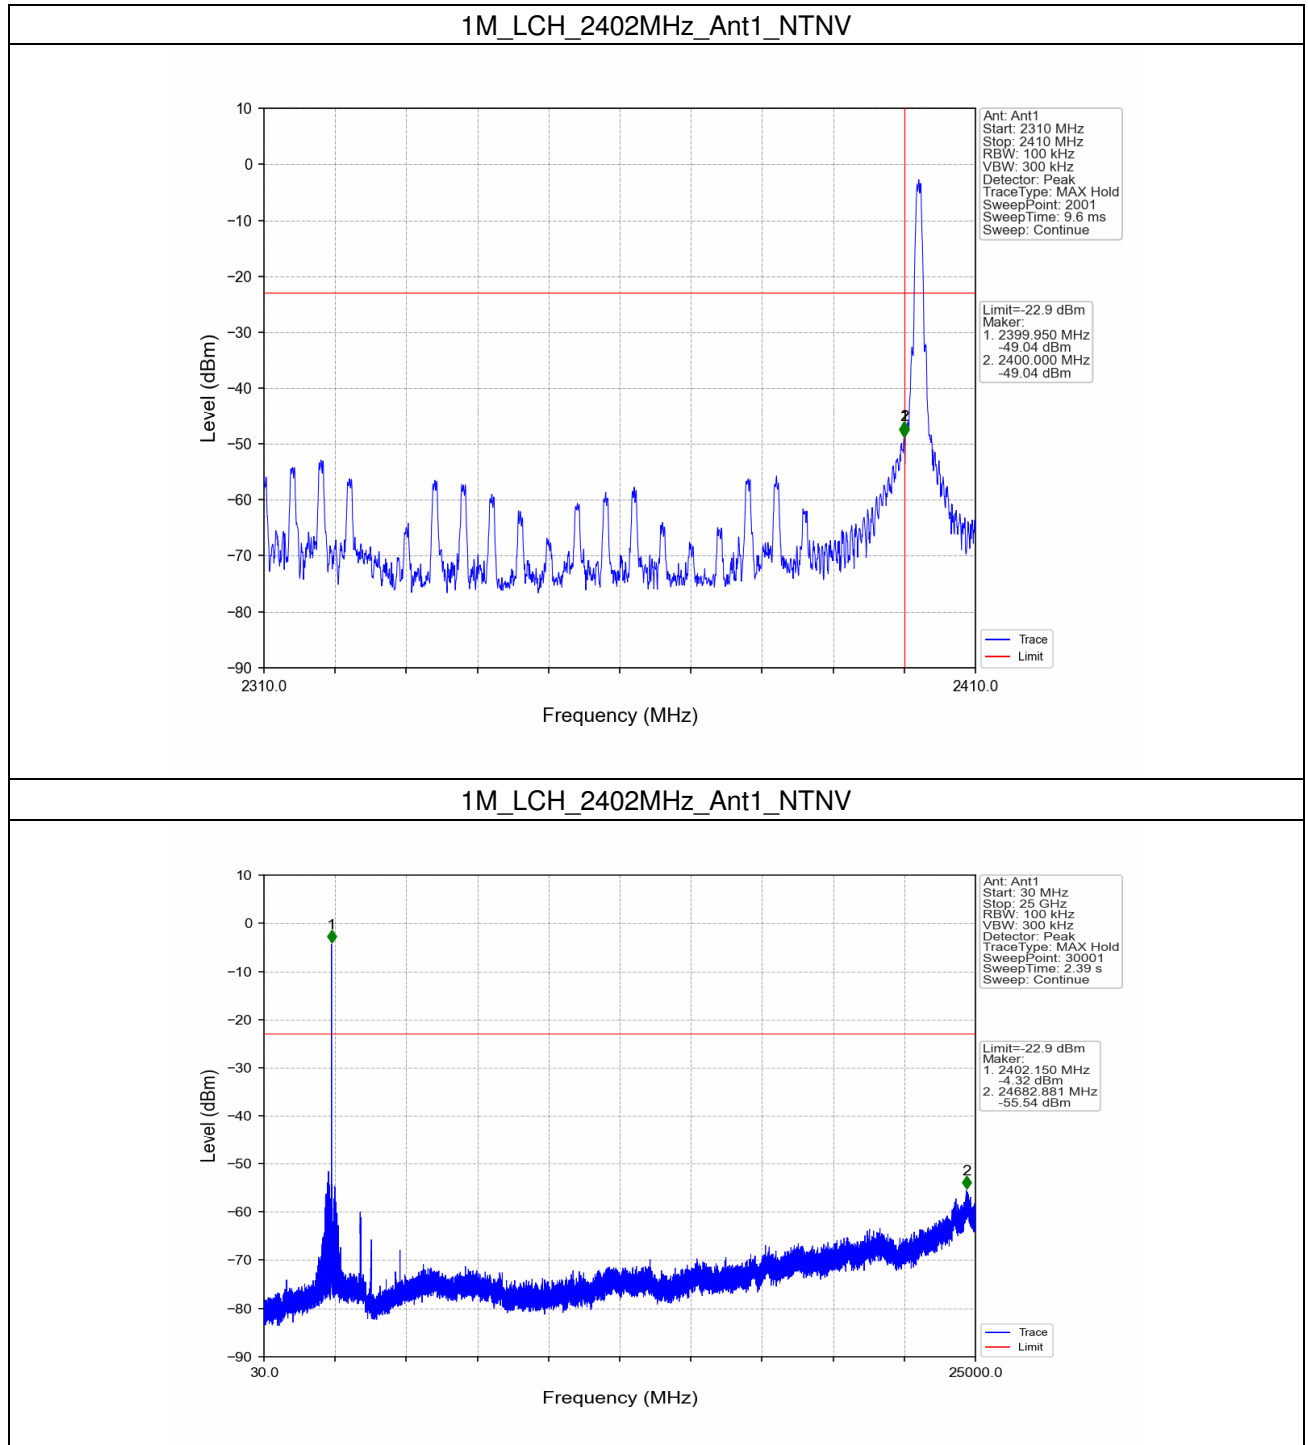 1M_LCH_2402MHz_Ant1_NTNV
10
0
−10
−20
−30
−40
−50
−60
−70
−80
−90
Level (dBm)
2310.0
2410.0
Frequency (MHz)
2
Ant: Ant1
Start: 2310 MHz
Stop: 2410 MHz
RBW: 100 kHz
VBW: 300 kHz
Detector: Peak
TraceType: MAX Hold
SweepPoint: 2001
SweepTime: 9.6 ms
Sweep: Continue
Limit=-22.9 dBm
Maker:
1. 2399.950 MHz
-49.04 dBm
2. 2400.000 MHz
-49.04 dBm
Trace
Limit
1M_LCH_2402MHz_Ant1_NTNV
10
0
−10
−20
−30
−40
−50
−60
−70
−80
−90
Level (dBm)
30.0
25000.0
Frequency (MHz)
1
2
Ant: Ant1
Start: 30 MHz
Stop: 25 GHz
RBW: 100 kHz
VBW: 300 kHz
Detector: Peak
TraceType: MAX Hold
SweepPoint: 30001
SweepTime: 2.39 s
Sweep: Continue
Limit=-22.9 dBm
Maker:
1. 2402.150 MHz
-4.32 dBm
2. 24682.881 MHz
-55.54 dBm
Trace
Limit